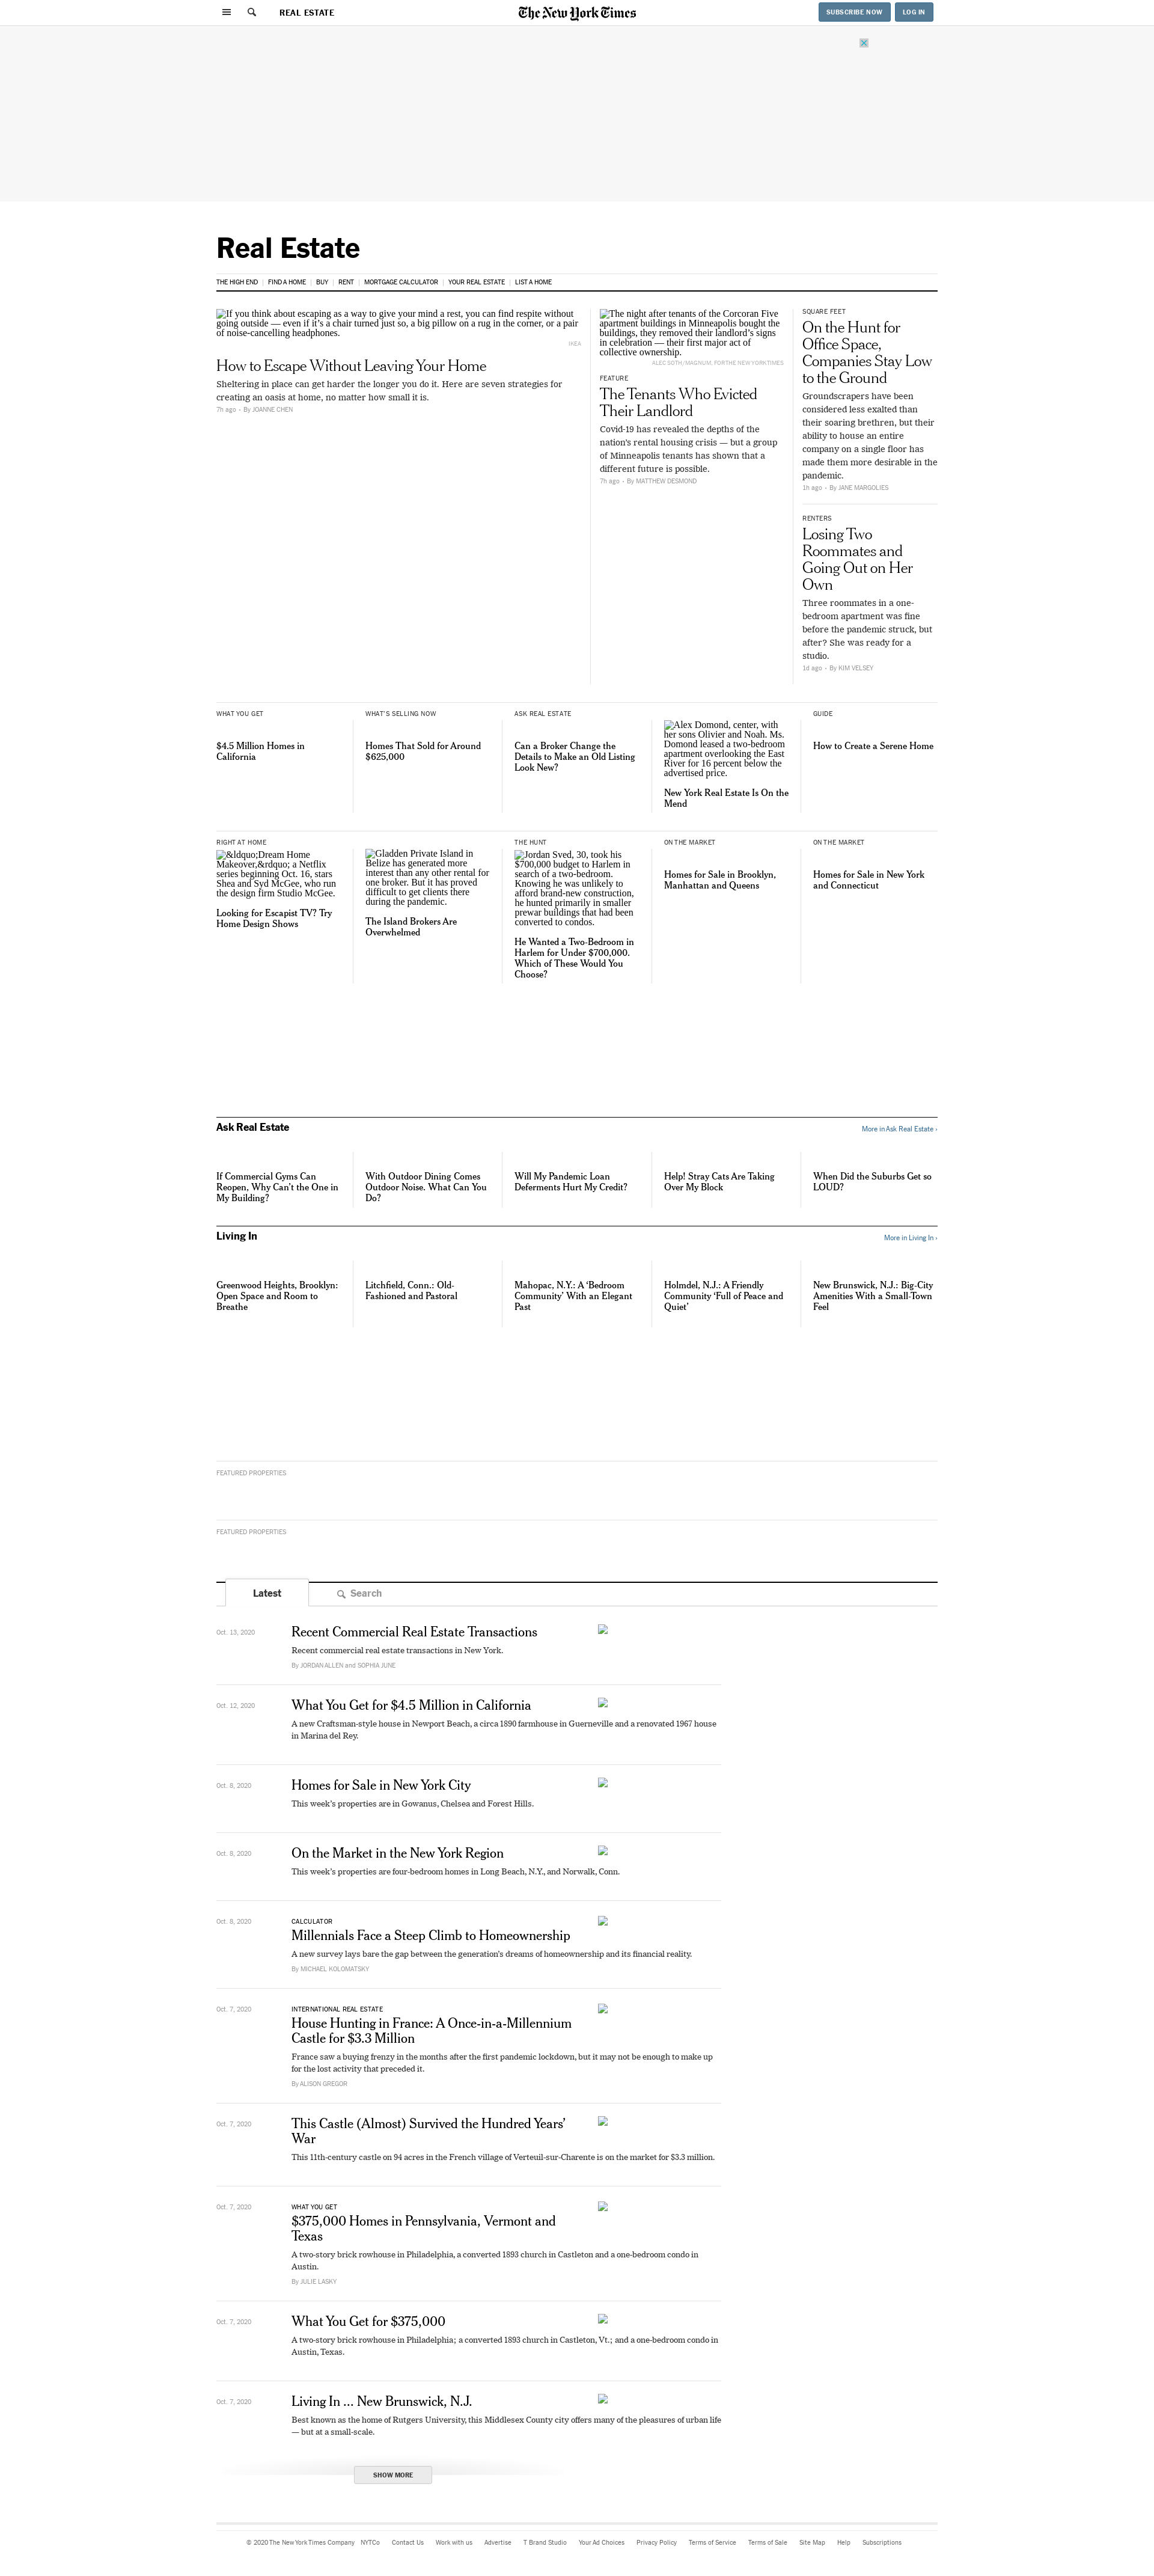 REAL ESTATE
The New York Times
SUBSCRIBE NOW
LOG IN
Real Estate
THE HIGH END | FIND A HOME | BUY | RENT | MORTGAGE CALCULATOR | YOUR REAL ESTATE | LIST A HOME
If you think about escaping as a way to give your mind a rest, you can find respite without
going outside — even if it’s a chair turned just so, a big pillow on a rug in the corner, or a pair
of noise-cancelling headphones.
IKEA
How to Escape Without Leaving Your Home
Sheltering in place can get harder the longer you do it. Here are seven strategies for
creating an oasis at home, no matter how small it is.
7h ago - By JOANNE CHEN
The night after tenants of the Corcoran Five
apartment buildings in Minneapolis bought the
buildings, they removed their landlord’s signs
in celebration — their first major act of
collective ownership.
ALEC SOTH/MAGNUM, FOR THE NEW YORK TIMES
FEATURE
The Tenants Who Evicted
Their Landlord
Covid-19 has revealed the depths of the
nation’s rental housing crisis — but a group
of Minneapolis tenants has shown that a
different future is possible.
7h ago - By MATTHEW DESMOND
SQUARE FEET
On the Hunt for
Office Space,
Companies Stay Low
to the Ground
Groundscrapers have been
considered less exalted than
their soaring brethren, but their
ability to house an entire
company on a single floor has
made them more desirable in the
pandemic.
1h ago - By JANE MARGOLIES
RENTERS
Losing Two
Roommates and
Going Out on Her
Own
Three roommates in a one-
bedroom apartment was fine
before the pandemic struck, but
after? She was ready for a
studio.
1d ago - By KIM VELSEY
WHAT YOU GET
$4.5 Million Homes in
California
WHAT'S SELLING NOW
Homes That Sold for Around
$625,000
ASK REAL ESTATE
Can a Broker Change the
Details to Make an Old Listing
Look New?
Alex Domond, center, with
her sons Olivier and Noah. Ms.
Domond leased a two-bedroom
apartment overlooking the East
River for 16 percent below the
advertised price.
New York Real Estate Is On the
Mend
GUIDE
How to Create a Serene Home
RIGHT AT HOME
&ldquo;Dream Home
Makeover,&rdquo; a Netflix
series beginning Oct. 16, stars
Shea and Syd McGee, who run
the design firm Studio McGee.
Looking for Escapist TV? Try
Home Design Shows
Gladden Private Island in
Belize has generated more
interest than any other rental for
one broker. But it has proved
difficult to get clients there
during the pandemic.
The Island Brokers Are
Overwhelmed
THE HUNT
Jordan Sved, 30, took his
$700,000 budget to Harlem in
search of a two-bedroom.
Knowing he was unlikely to
afford brand-new construction,
he hunted primarily in smaller
prewar buildings that had been
converted to condos.
He Wanted a Two-Bedroom in
Harlem for Under $700,000.
Which of These Would You
Choose?
ON THE MARKET
Homes for Sale in Brooklyn,
Manhattan and Queens
ON THE MARKET
Homes for Sale in New York
and Connecticut
Ask Real Estate
More in Ask Real Estate ›
If Commercial Gyms Can
Reopen, Why Can’t the One in
My Building?
With Outdoor Dining Comes
Outdoor Noise. What Can You
Do?
Will My Pandemic Loan
Deferments Hurt My Credit?
Help! Stray Cats Are Taking
Over My Block
When Did the Suburbs Get so
LOUD?
Living In
More in Living In ›
Greenwood Heights, Brooklyn:
Open Space and Room to
Breathe
Litchfield, Conn.: Old-
Fashioned and Pastoral
Mahopac, N.Y.: A ‘Bedroom
Community’ With an Elegant
Past
Holmdel, N.J.: A Friendly
Community ‘Full of Peace and
Quiet’
New Brunswick, N.J.: Big-City
Amenities With a Small-Town
Feel
FEATURED PROPERTIES
FEATURED PROPERTIES
Latest
Search
Oct. 13, 2020
Recent Commercial Real Estate Transactions
Recent commercial real estate transactions in New York.
By JORDAN ALLEN and SOPHIA JUNE
Oct. 12, 2020
What You Get for $4.5 Million in California
A new Craftsman-style house in Newport Beach, a circa 1890 farmhouse in Guerneville and a renovated 1967 house
in Marina del Rey.
Oct. 8, 2020
Homes for Sale in New York City
This week’s properties are in Gowanus, Chelsea and Forest Hills.
Oct. 8, 2020
On the Market in the New York Region
This week’s properties are four-bedroom homes in Long Beach, N.Y., and Norwalk, Conn.
Oct. 8, 2020
CALCULATOR
Millennials Face a Steep Climb to Homeownership
A new survey lays bare the gap between the generation’s dreams of homeownership and its financial reality.
By MICHAEL KOLOMATSKY
Oct. 7, 2020
INTERNATIONAL REAL ESTATE
House Hunting in France: A Once-in-a-Millennium
Castle for $3.3 Million
France saw a buying frenzy in the months after the first pandemic lockdown, but it may not be enough to make up
for the lost activity that preceded it.
By ALISON GREGOR
Oct. 7, 2020
This Castle (Almost) Survived the Hundred Years’
War
This 11th-century castle on 94 acres in the French village of Verteuil-sur-Charente is on the market for $3.3 million.
Oct. 7, 2020
WHAT YOU GET
$375,000 Homes in Pennsylvania, Vermont and
Texas
A two-story brick rowhouse in Philadelphia, a converted 1893 church in Castleton and a one-bedroom condo in
Austin.
By JULIE LASKY
Oct. 7, 2020
What You Get for $375,000
A two-story brick rowhouse in Philadelphia; a converted 1893 church in Castleton, Vt.; and a one-bedroom condo in
Austin, Texas.
Oct. 7, 2020
Living In ... New Brunswick, N.J.
Best known as the home of Rutgers University, this Middlesex County city offers many of the pleasures of urban life
— but at a small-scale.
SHOW MORE
© 2020 The New York Times Company NYTCo Contact Us Work with us Advertise T Brand Studio Your Ad Choices Privacy Policy Terms of Service Terms of Sale Site Map Help Subscriptions